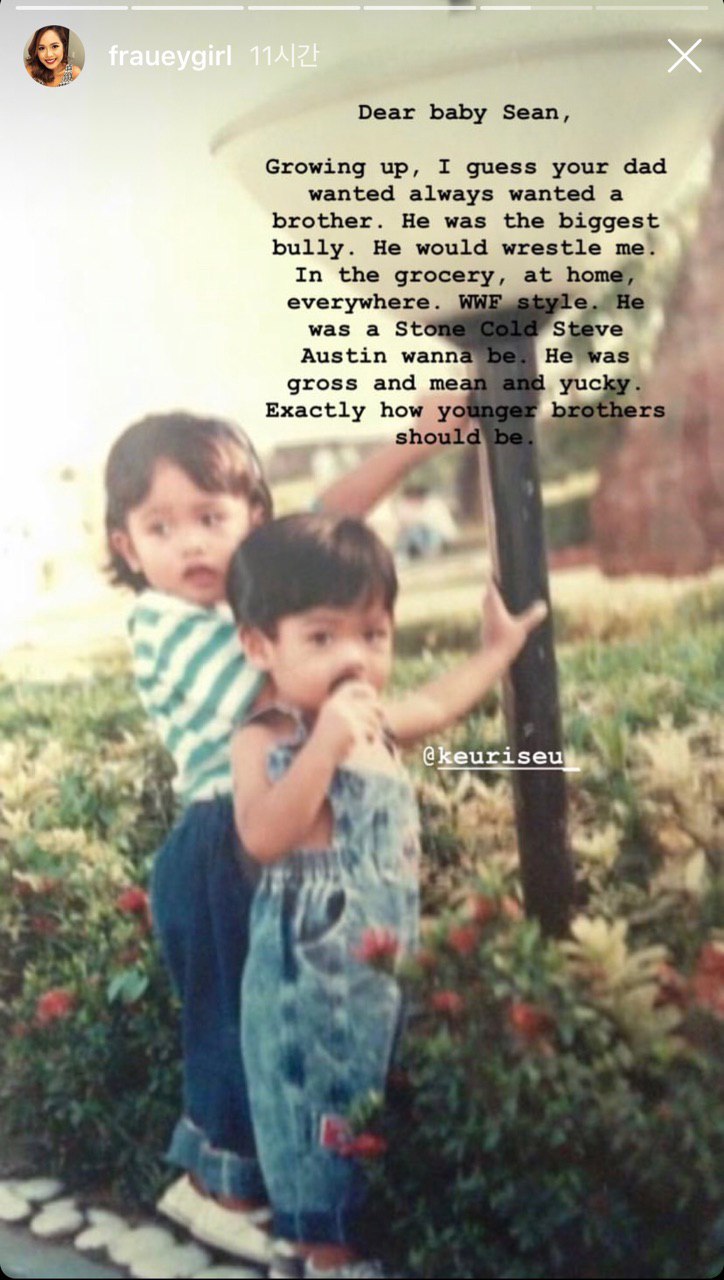 fraueygirl 11시간
Dear baby Sean,
Growing up, I guess your dad
wanted always wanted a
brother. He was the biggest
bully. He would wrestle me.
In the grocery, at home,
everywhere. WWF style. He
was a Stone Cold Steve
Austin wanna be. He was
gross and mean and yucky.
Exactly how younger brothers
should be.
@keuriseu_